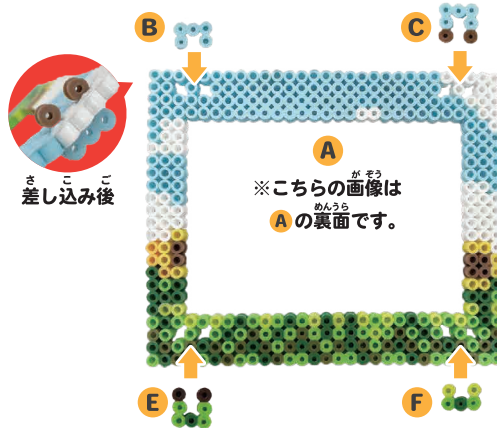 B
C
A
差し込み後
さ こ ご
※こちらの画像は
が ぞう
Aの裏面です。
めんうら
E
F